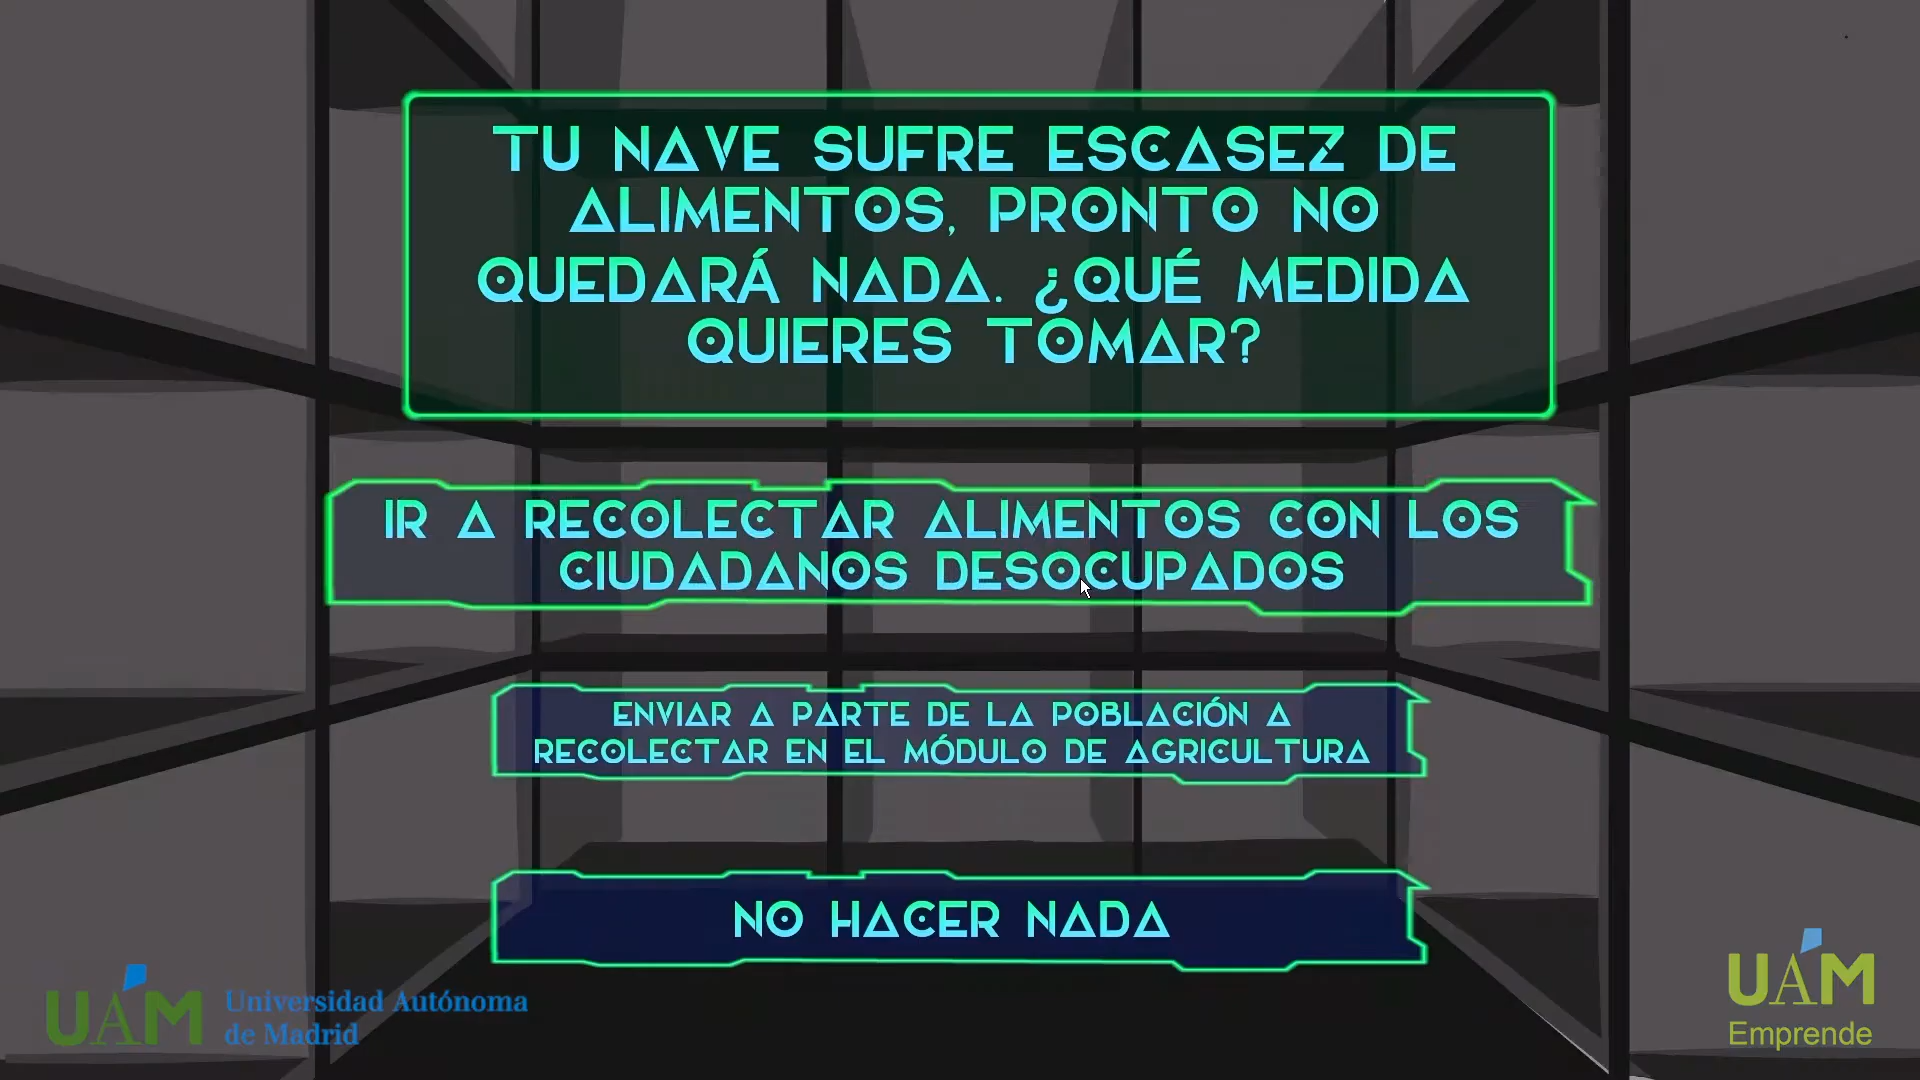 TU NAVE SUFRE ESCASEZ DE
ALIMENTOS, PRONTO NO
QUEDARÁ NADA. ¿QUÉ MEDIDA
QUIERES TOMAR?
IR A RECOLECTAR ALIMENTOS CON LOS
CIUDADANOS DESOCUPADOS
ENVIAR A PARTE DE LA POBLACIÓN A
RECOLECTAR EN EL MÓDULO DE AGRICULTURA
NO HACER NADA
UAM Universidad Autónoma
de Madrid
UAM
Emprende